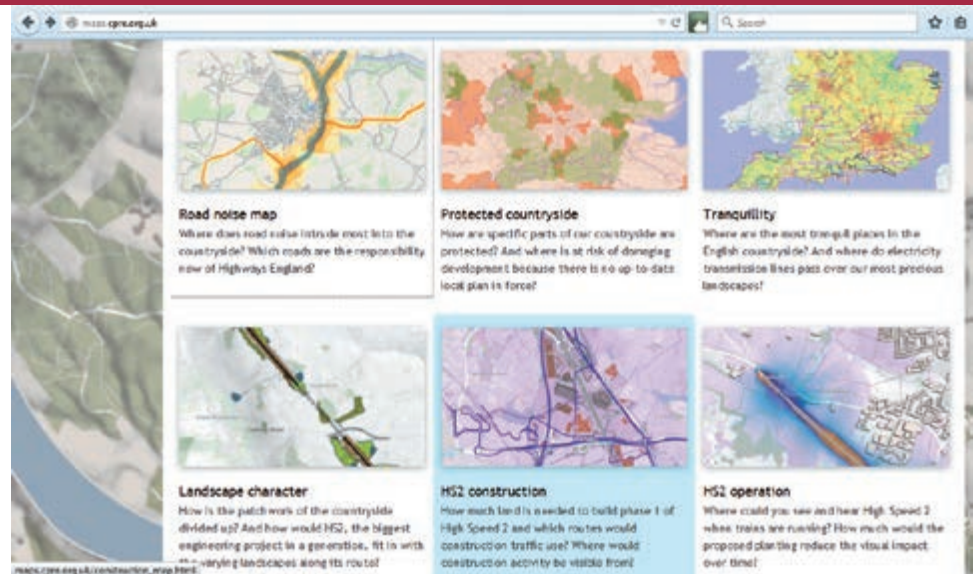 maps.cpre.org.uk
Search
Road noise map
Where does road noise intrude most into the
countryside? Which roads are the responsibility
now of Highways England?
Protected countryside
How are specific parts of our countryside are
protected? And where is at risk of damaging
development because there is no up-to-date
local plan in force?
Tranquillity
Where are the most tranquil places in the
English countryside? And where do electricity
transmission lines pass over our most precious
landscapes?
Landscape character
How is the patchwork of the countryside
divided up? And how would HS2, the biggest
engineering project in a generation, fit in with
the varying landscapes along its route?
HS2 construction
How much land is needed to build phase 1 of
High Speed 2 and which routes would
construction traffic use? Where would
construction activity be visible from?
HS2 operation
Where could you see and hear High Speed 2
when trains are running? How much would the
proposed planting reduce the visual impact
over time?
maps.cpre.org.uk/construction_map.html